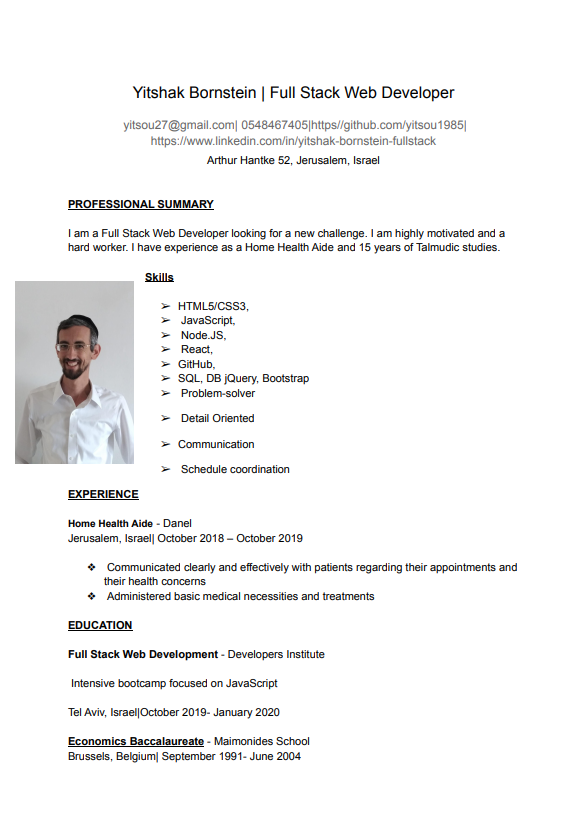 Yitshak Bornstein | Full Stack Web Developer
yitsou27@gmail.com| 0548467405|https//github.com/yitsou1985|
https://www.linkedin.com/in/yitshak-bornstein-fullstack
Arthur Hantke 52, Jerusalem, Israel
PROFESSIONAL SUMMARY
I am a Full Stack Web Developer looking for a new challenge. I am highly motivated and a
hard worker. I have experience as a Home Health Aide and 15 years of Talmudic studies.
Skills
➢ HTML5/CSS3,
➢ JavaScript,
➢ Node.JS,
➢ React,
➢ GitHub,
➢ SQL, DB jQuery, Bootstrap
➢ Problem-solver
➢ Detail Oriented
➢ Communication
➢ Schedule coordination
EXPERIENCE
Home Health Aide - Danel
Jerusalem, Israel| October 2018 – October 2019
❖ Communicated clearly and effectively with patients regarding their appointments and
their health concerns
❖ Administered basic medical necessities and treatments
EDUCATION
Full Stack Web Development - Developers Institute
Intensive bootcamp focused on JavaScript
Tel Aviv, Israel|October 2019- January 2020
Economics Baccalaureate - Maimonides School
Brussels, Belgium| September 1991- June 2004